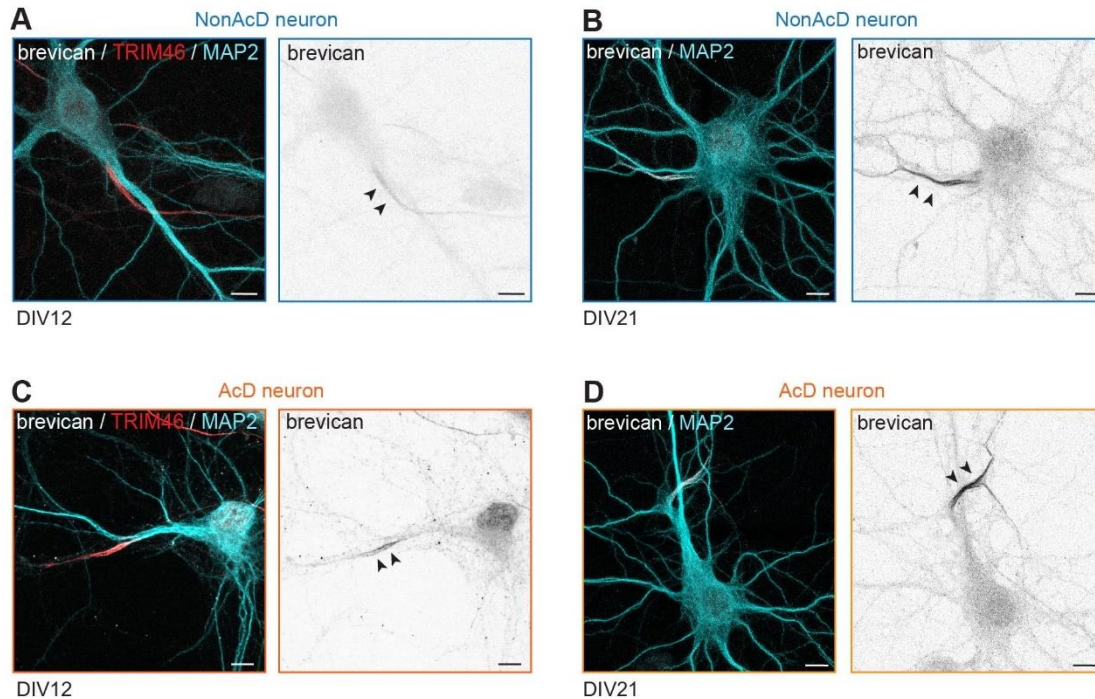 A
NonAcD neuron
brevican / TRIM46 / MAP2
brevican
DIV12
B
NonAcD neuron
brevican / MAP2
brevican
DIV21
C
AcD neuron
brevican / TRIM46 / MAP2
brevican
DIV12
D
AcD neuron
brevican / MAP2
brevican
DIV21